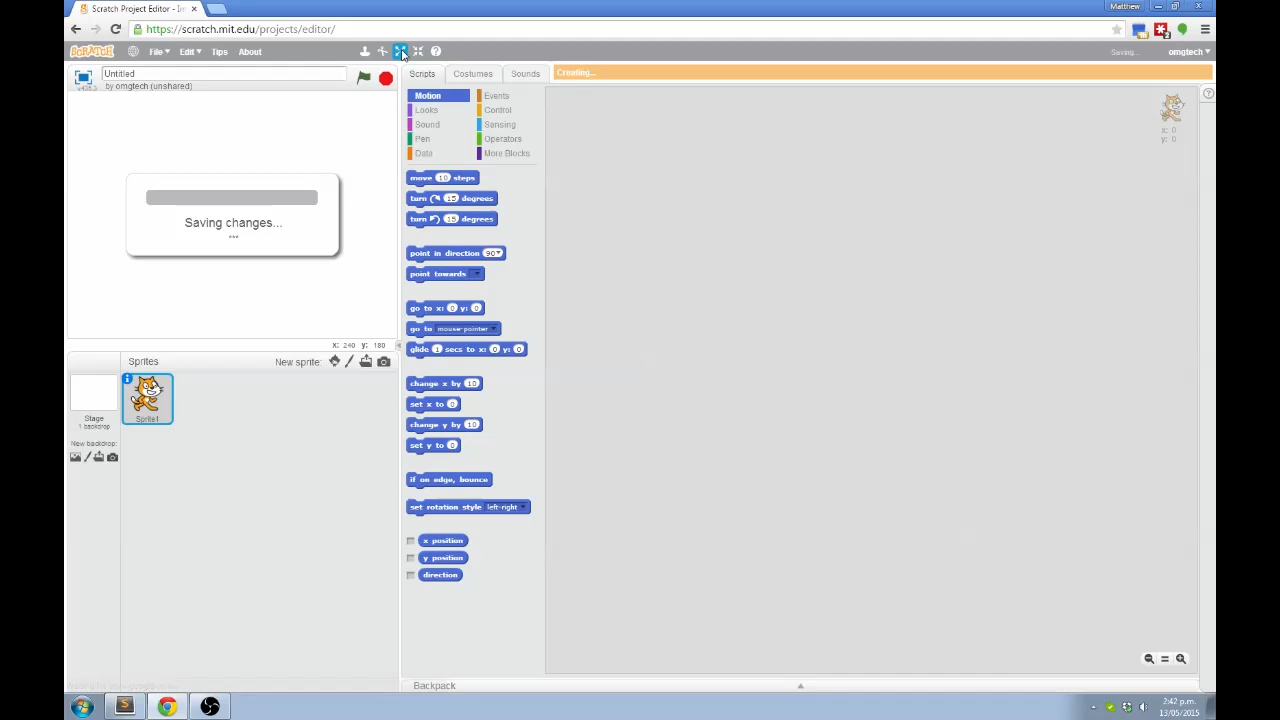 Scratch Project Editor - Im
Matthew
https://scratch.mit.edu/projects/editor/
SCRATCH File Edit Tips About Saving... omgtech
Untitled
by omgtech (unshared)
Scripts Costumes Sounds Creating...
Motion Events
Looks Control
Sound Sensing
Pen Operators
Data More Blocks
x: 0
y: 0
move 10 steps
turn 15 degrees
turn 15 degrees
point in direction 90
point towards
go to x: 0 y: 0
go to mouse-pointer
glide 1 secs to x: 0 y: 0
change x by 10
set x to 0
change y by 10
set y to 0
if on edge, bounce
set rotation style left-right
x position
y position
direction
Saving changes...
x: 240 y: 180
Sprites New sprite:
Stage
1 backdrop
Sprite1
New backdrop:
Backpack
2:42 p.m.
13/05/2015